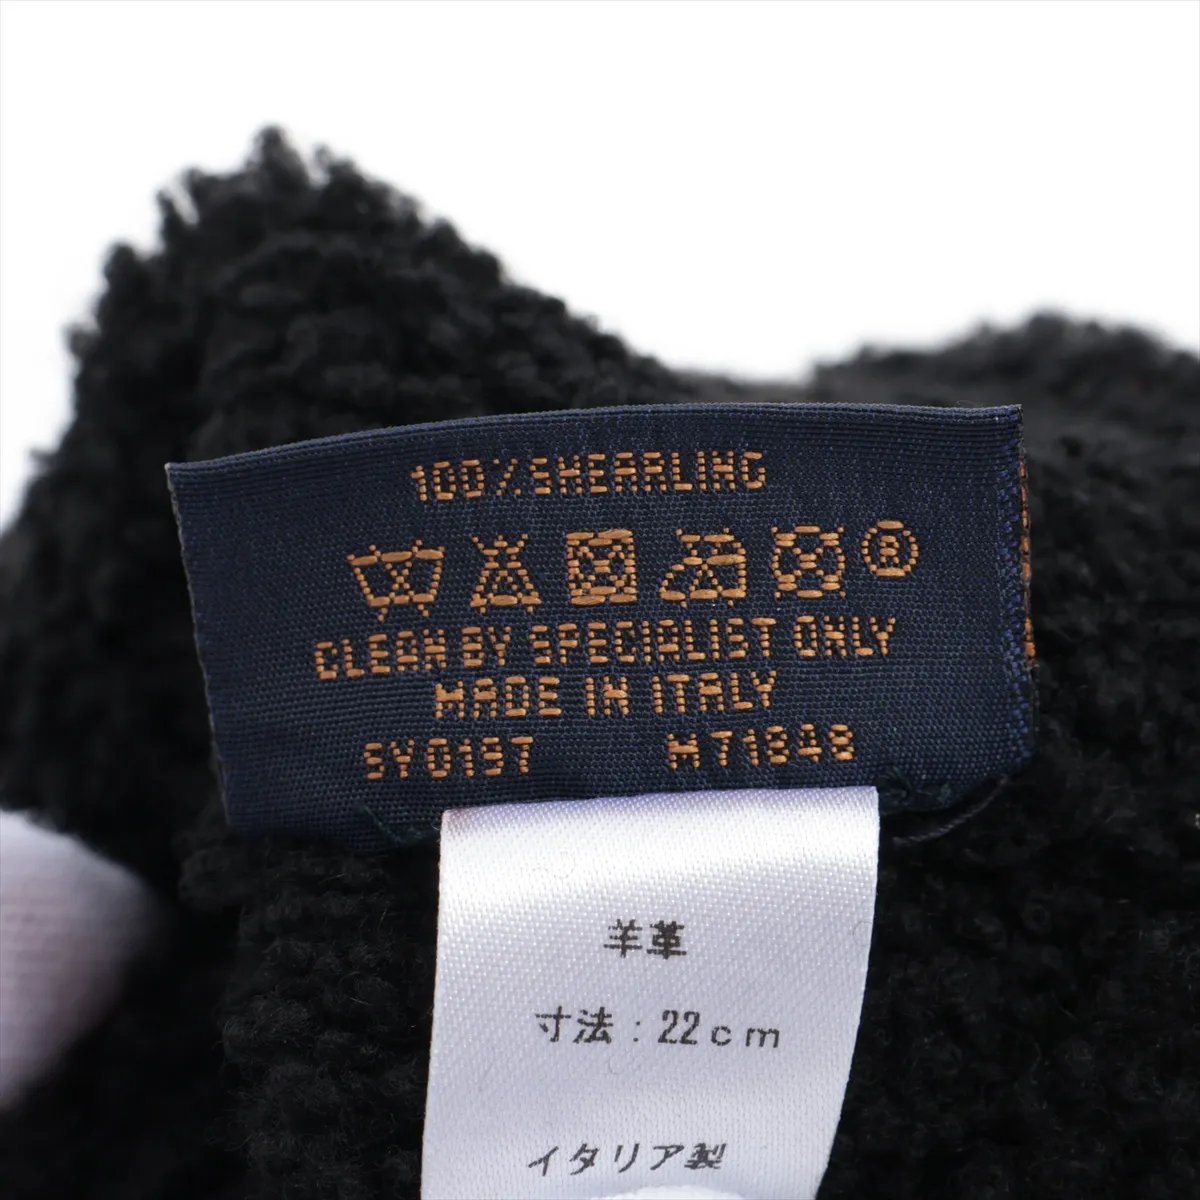 100% SHEARLING
®
CLEAN BY SPECIALIST ONLY
MADE IN ITALY
SY0197 M71848
羊革
寸法：22cm
イタリア製